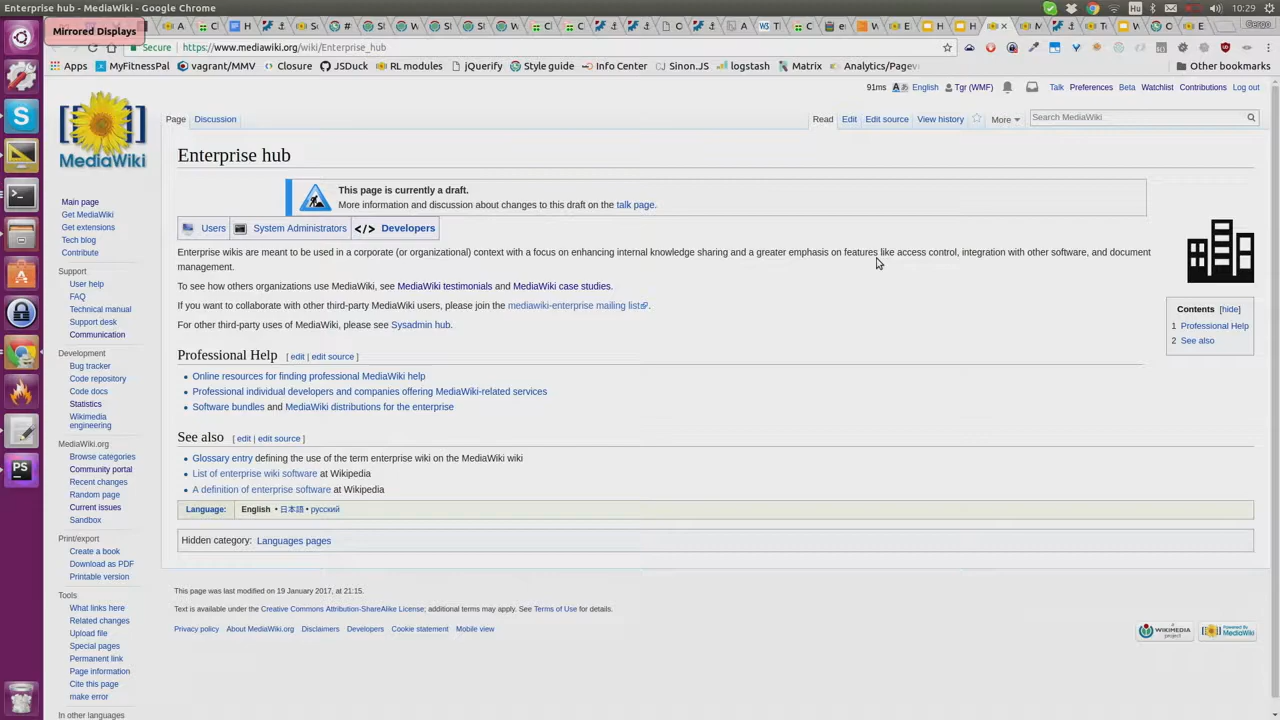 Enterprise hub - MediaWiki
Hu
10:29
Mirrored Displays
Secure
https://www.mediawiki.org/wiki/Enterprise_hub
Apps MyFitnessPal vagrant/MMV Closure JSDuck RL modules jQuerify Style guide Info Center Sinon.JS logstash Matrix Analytics/Pagev Other bookmarks
91ms English Tgr (WMF) Talk Preferences Beta Watchlist Contributions Log out
Page Discussion Read Edit Edit source View history More Search MediaWiki
MediaWiki
Main page
Get MediaWiki
Get extensions
Tech blog
Contribute
Support
User help
FAQ
Technical manual
Support desk
Communication
Development
Bug tracker
Code repository
Code docs
Statistics
Wikimedia
engineering
MediaWiki.org
Browse categories
Community portal
Recent changes
Random page
Current issues
Sandbox
Print/export
Create a book
Download as PDF
Printable version
Tools
What links here
Related changes
Upload file
Special pages
Permanent link
Page information
Cite this page
make error
In other languages
Enterprise hub
This page is currently a draft.
More information and discussion about changes to this draft on the talk page.
Users System Administrators </> Developers
Enterprise wikis are meant to be used in a corporate (or organizational) context with a focus on enhancing internal knowledge sharing and a greater emphasis on features like access control, integration with other software, and document
management.
To see how others organizations use MediaWiki, see MediaWiki testimonials and MediaWiki case studies.
If you want to collaborate with other third-party MediaWiki users, please join the mediawiki-enterprise mailing list.
For other third-party uses of MediaWiki, please see Sysadmin hub.
Contents [hide]
1 Professional Help
2 See also
Professional Help [ edit | edit source ]
• Online resources for finding professional MediaWiki help
• Professional individual developers and companies offering MediaWiki-related services
• Software bundles and MediaWiki distributions for the enterprise
See also [ edit | edit source ]
• Glossary entry defining the use of the term enterprise wiki on the MediaWiki wiki
• List of enterprise wiki software at Wikipedia
• A definition of enterprise software at Wikipedia
Language: English • 日本語 • русский
Hidden category: Languages pages
This page was last modified on 19 January 2017, at 21:15.
Text is available under the Creative Commons Attribution-ShareAlike License; additional terms may apply. See Terms of Use for details.
Privacy policy About MediaWiki.org Disclaimers Developers Cookie statement Mobile view
A WIKIMEDIA project
Powered By MediaWiki